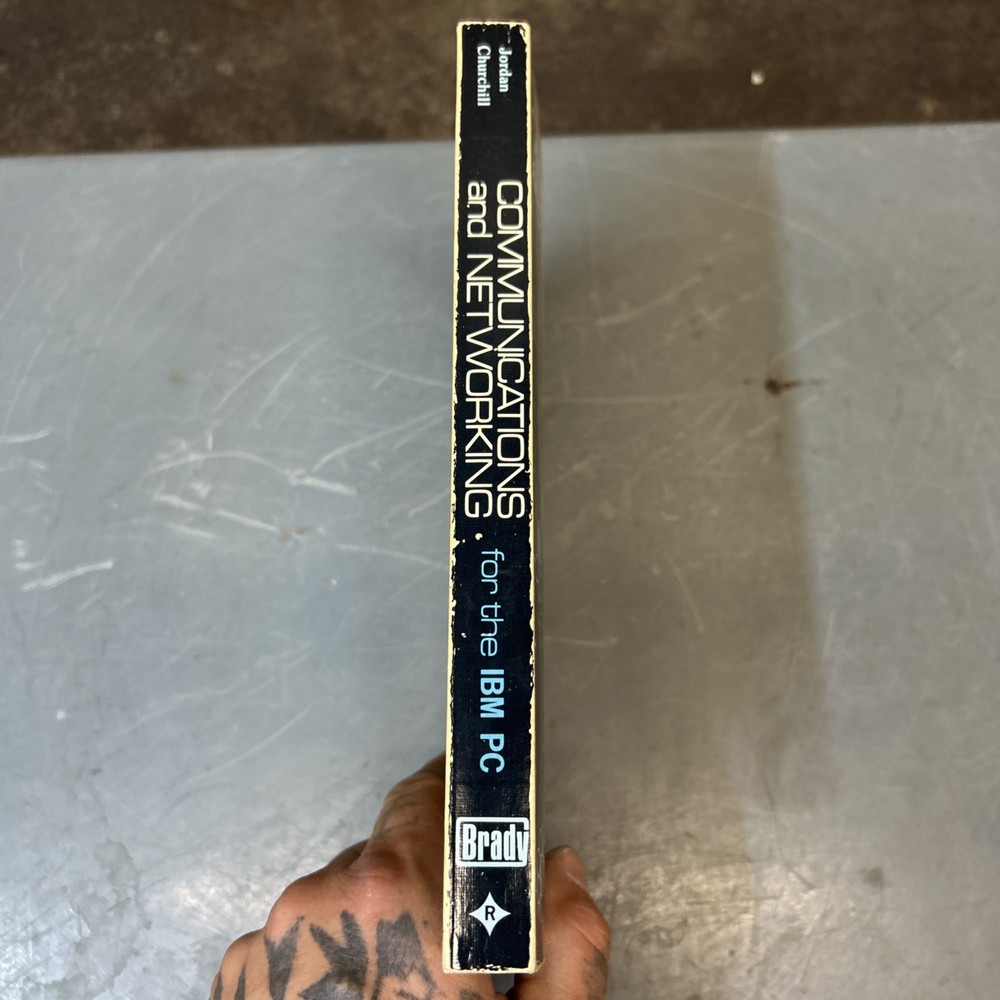 Jordan
Churchill
COMMUNICATIONS
and NETWORKING
for the IBM PC
Brady
R